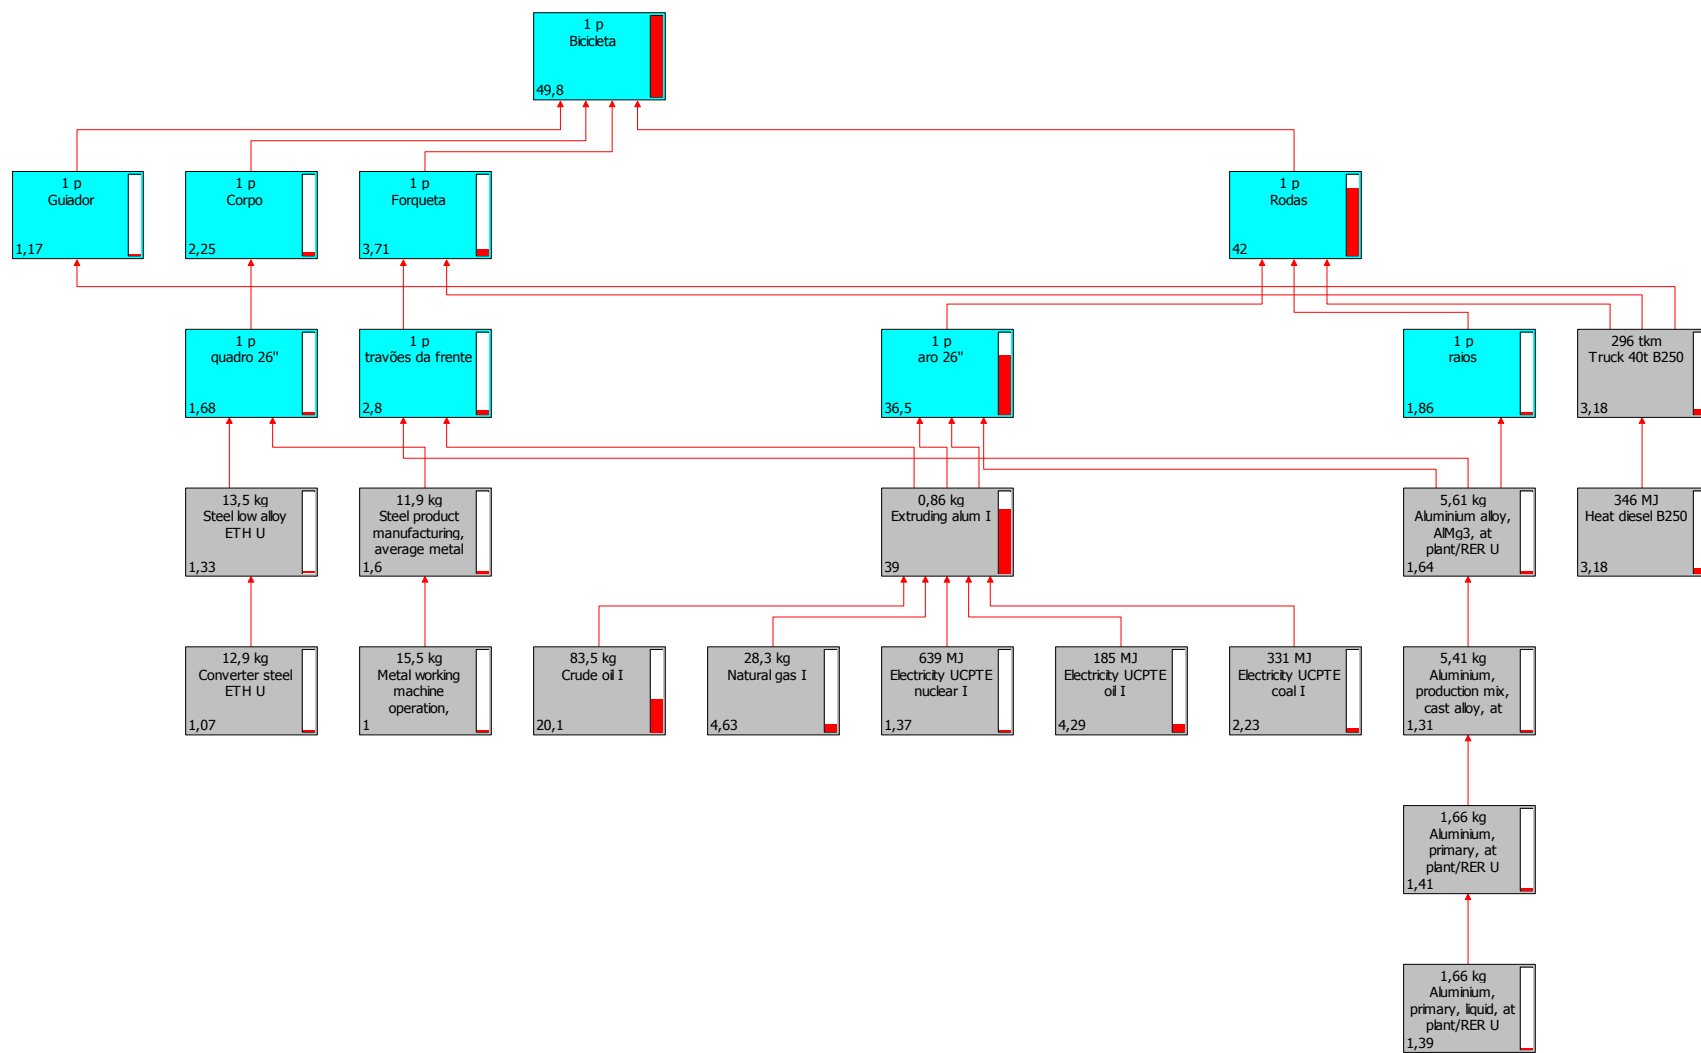 1 p
Bicicleta
49,8
1 p
Guiador
1,17
1 p
Corpo
2,25
1 p
Forqueta
3,71
1 p
Rodas
42
1 p
quadro 26"
1,68
1 p
travões da frente
2,8
1 p
aro 26"
36,5
1 p
raios
1,86
296 tkm
Truck 40t B250
3,18
13,5 kg
Steel low alloy
ETH U
1,33
11,9 kg
Steel product
manufacturing,
average metal
1,6
0,86 kg
Extruding alum I
39
5,61 kg
Aluminium alloy,
AlMg3, at
plant/RER U
1,64
346 MJ
Heat diesel B250
3,18
12,9 kg
Converter steel
ETH U
1,07
15,5 kg
Metal working
machine
operation,
1
83,5 kg
Crude oil I
20,1
28,3 kg
Natural gas I
4,63
639 MJ
Electricity UCPTE
nuclear I
1,37
185 MJ
Electricity UCPTE
oil I
4,29
331 MJ
Electricity UCPTE
coal I
2,23
5,41 kg
Aluminium,
production mix,
cast alloy, at
1,31
1,66 kg
Aluminium,
primary, at
plant/RER U
1,41
1,66 kg
Aluminium,
primary, liquid, at
plant/RER U
1,39